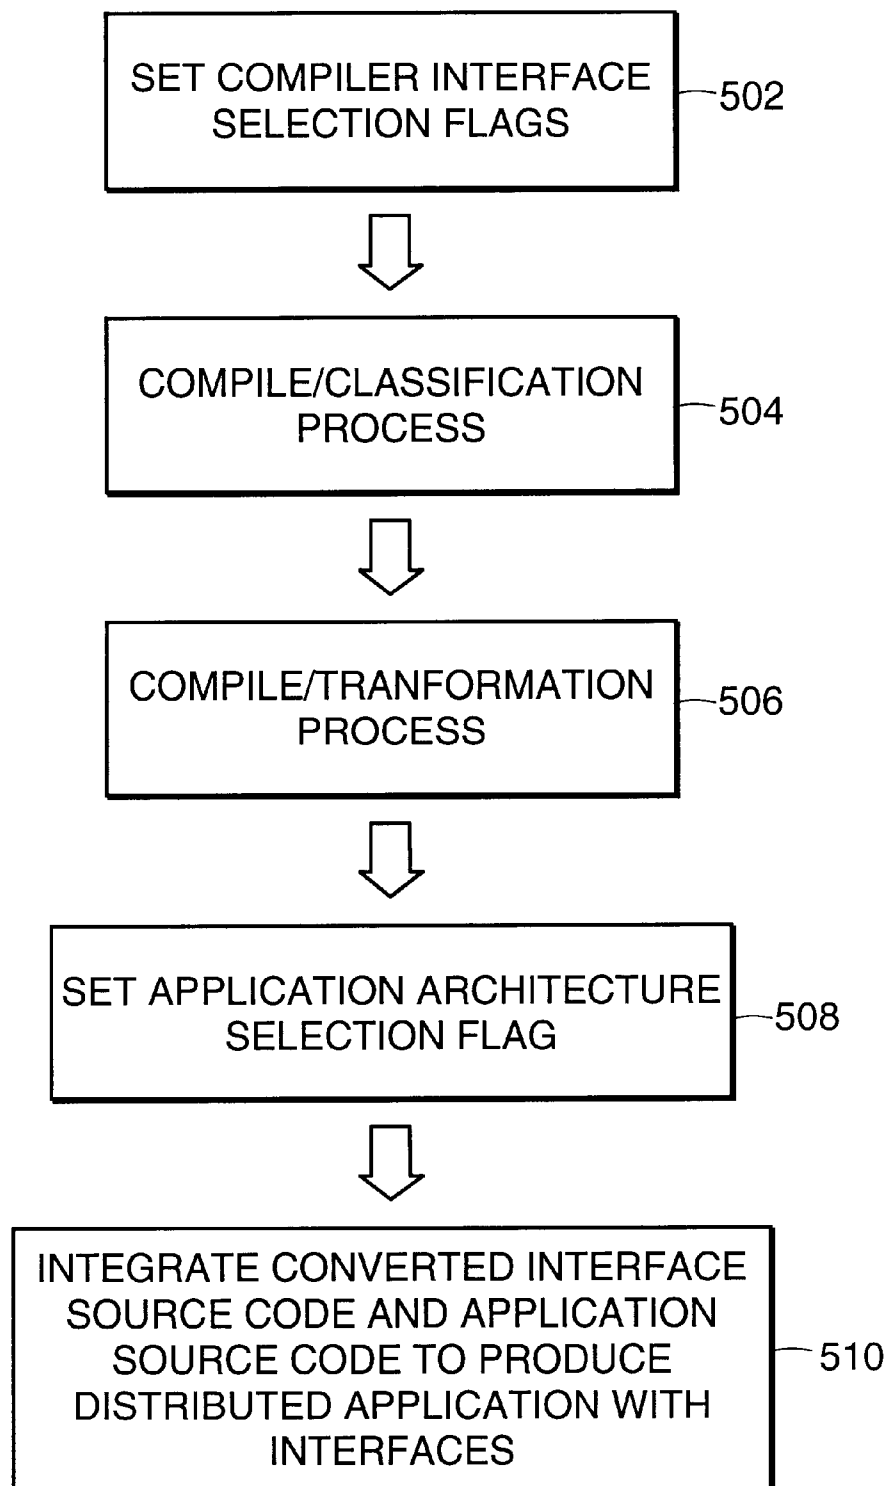 SET COMPILER INTERFACE
SELECTION FLAGS
502
COMPILE/CLASSIFICATION
PROCESS
504
COMPILE/TRANFORMATION
PROCESS
506
SET APPLICATION ARCHITECTURE
SELECTION FLAG
508
INTEGRATE CONVERTED INTERFACE
SOURCE CODE AND APPLICATION
SOURCE CODE TO PRODUCE
DISTRIBUTED APPLICATION WITH
INTERFACES
510